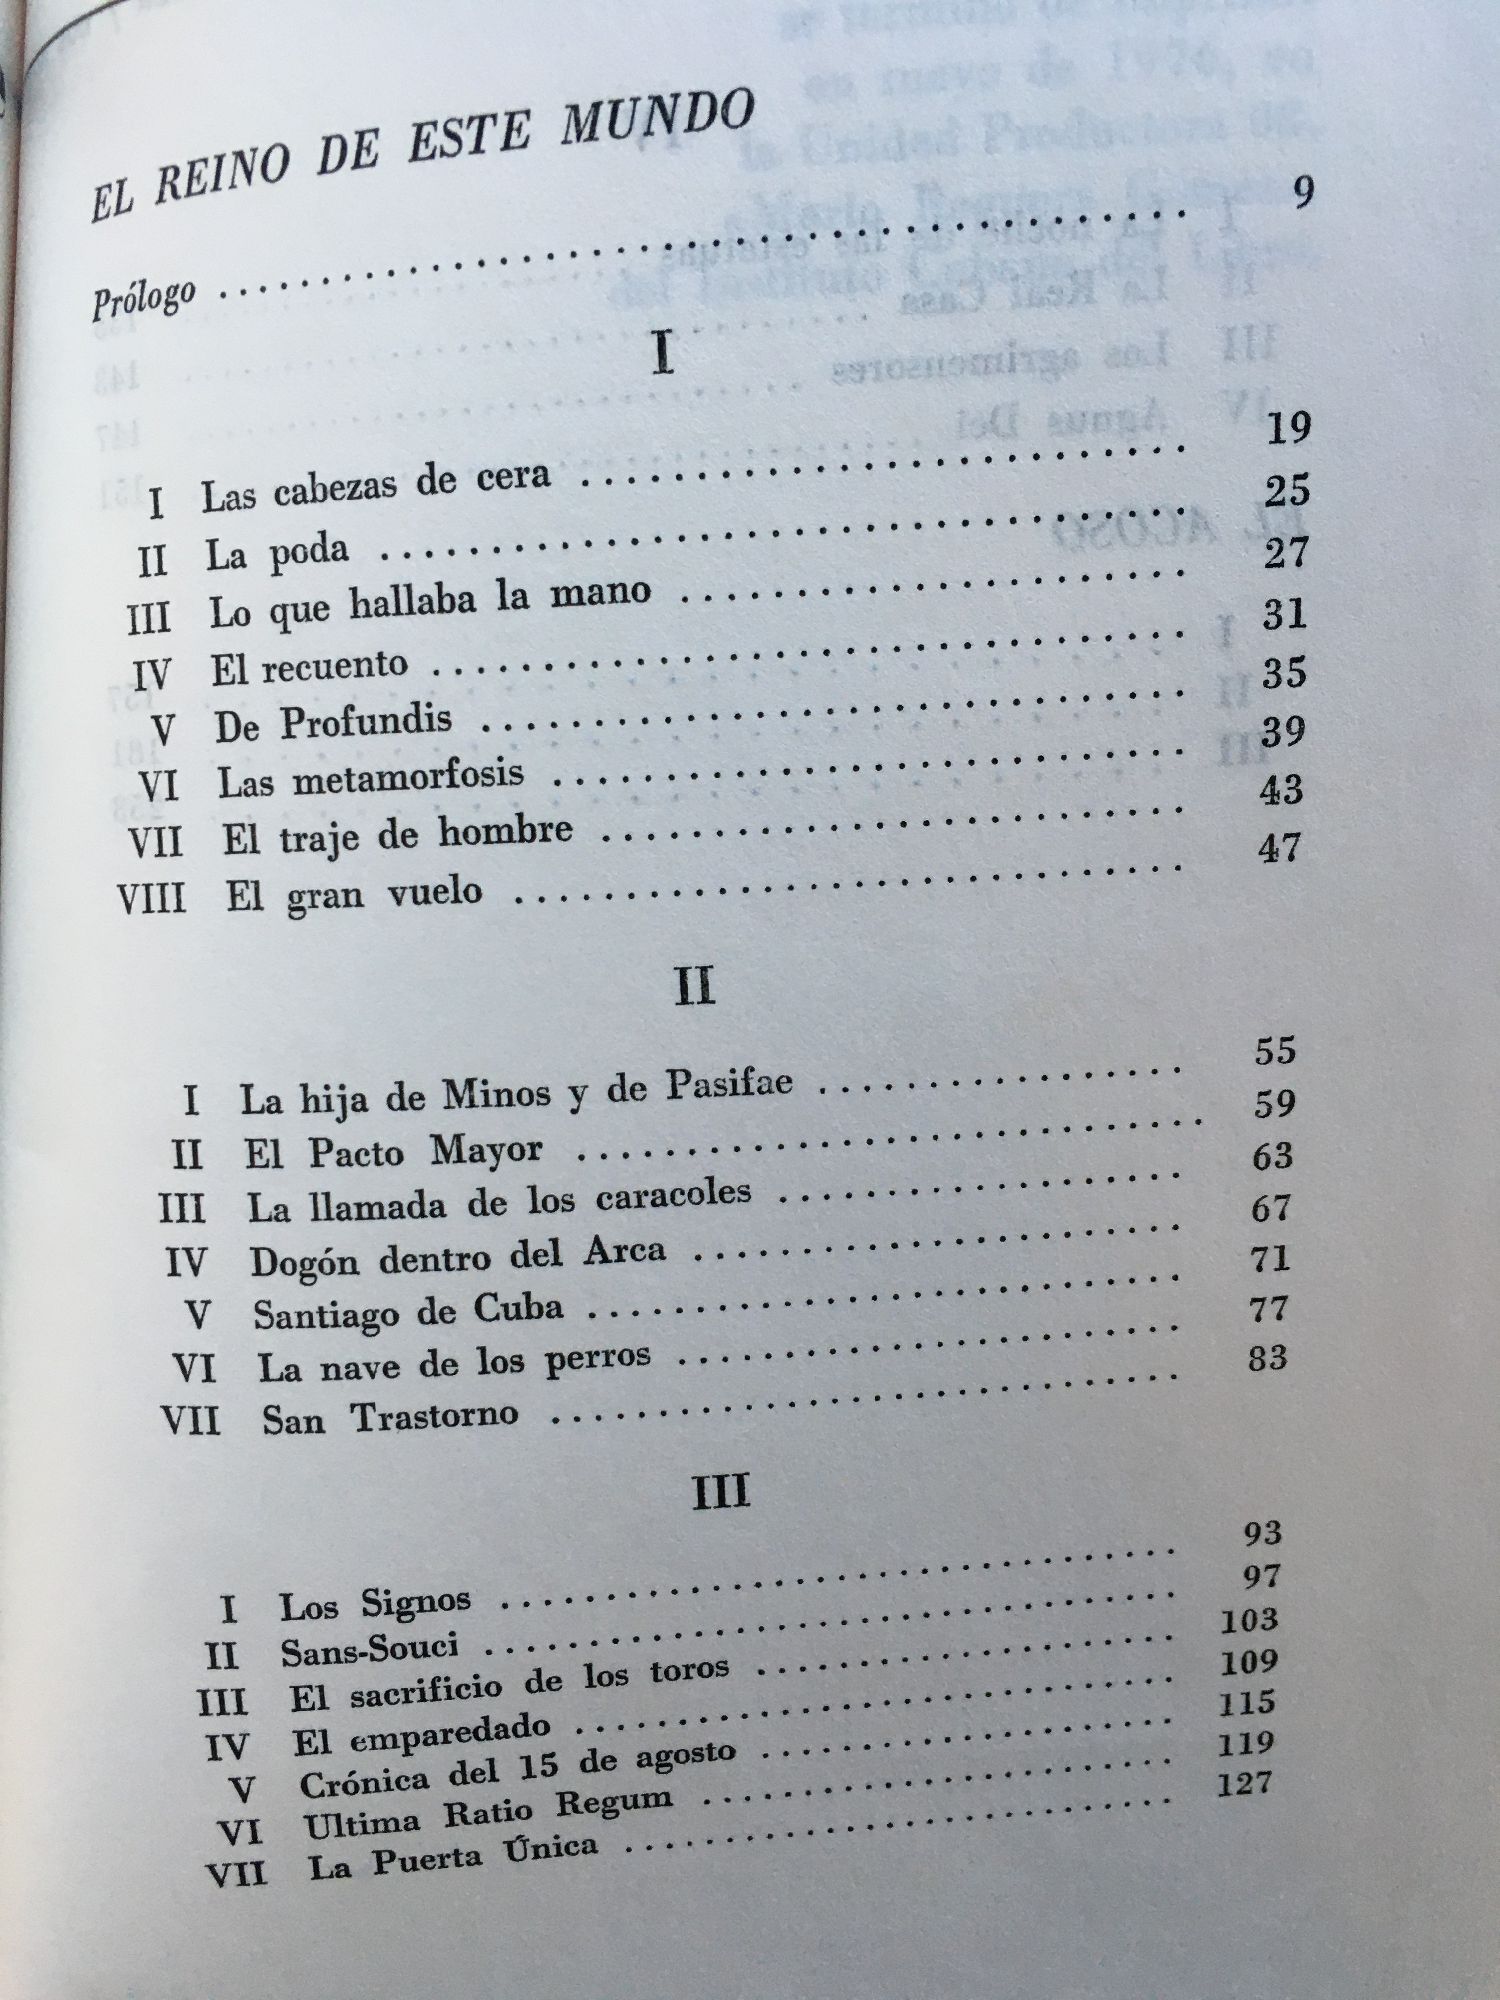 EL REINO DE ESTE MUNDO
Prólogo . . . . . . . . . . . . . . . . . . . . . . . . . . . . . . . . . . . . . . . . . . 9
I
I Las cabezas de cera . . . . . . . . . . . . . . . . . . . . . . . . . . . 19
II La poda . . . . . . . . . . . . . . . . . . . . . . . . . . . . . . . . . . . . 25
III Lo que hallaba la mano . . . . . . . . . . . . . . . . . . . . . . . 27
IV El recuento . . . . . . . . . . . . . . . . . . . . . . . . . . . . . . . . . . 31
V De Profundis . . . . . . . . . . . . . . . . . . . . . . . . . . . . . . . . 35
VI Las metamorfosis . . . . . . . . . . . . . . . . . . . . . . . . . . . . 39
VII El traje de hombre . . . . . . . . . . . . . . . . . . . . . . . . . . 43
VIII El gran vuelo . . . . . . . . . . . . . . . . . . . . . . . . . . . . . . 47
II
I La hija de Minos y de Pasifae . . . . . . . . . . . . . . . . . 55
II El Pacto Mayor . . . . . . . . . . . . . . . . . . . . . . . . . . . . . 59
III La llamada de los caracoles . . . . . . . . . . . . . . . . . . . 63
IV Dogón dentro del Arca . . . . . . . . . . . . . . . . . . . . . . . 67
V Santiago de Cuba . . . . . . . . . . . . . . . . . . . . . . . . . . . . 71
VI La nave de los perros . . . . . . . . . . . . . . . . . . . . . . . . 77
VII San Trastorno . . . . . . . . . . . . . . . . . . . . . . . . . . . . . . 83
III
I Los Signos . . . . . . . . . . . . . . . . . . . . . . . . . . . . . . . . . 93
II Sans-Souci . . . . . . . . . . . . . . . . . . . . . . . . . . . . . . . . . 97
III El sacrificio de los toros . . . . . . . . . . . . . . . . . . . . . 103
IV El emparedado . . . . . . . . . . . . . . . . . . . . . . . . . . . . . 109
V Crónica del 15 de agosto . . . . . . . . . . . . . . . . . . . . . 115
VI Ultima Ratio Regum . . . . . . . . . . . . . . . . . . . . . . . . 119
VII La Puerta Única . . . . . . . . . . . . . . . . . . . . . . . . . . . 127